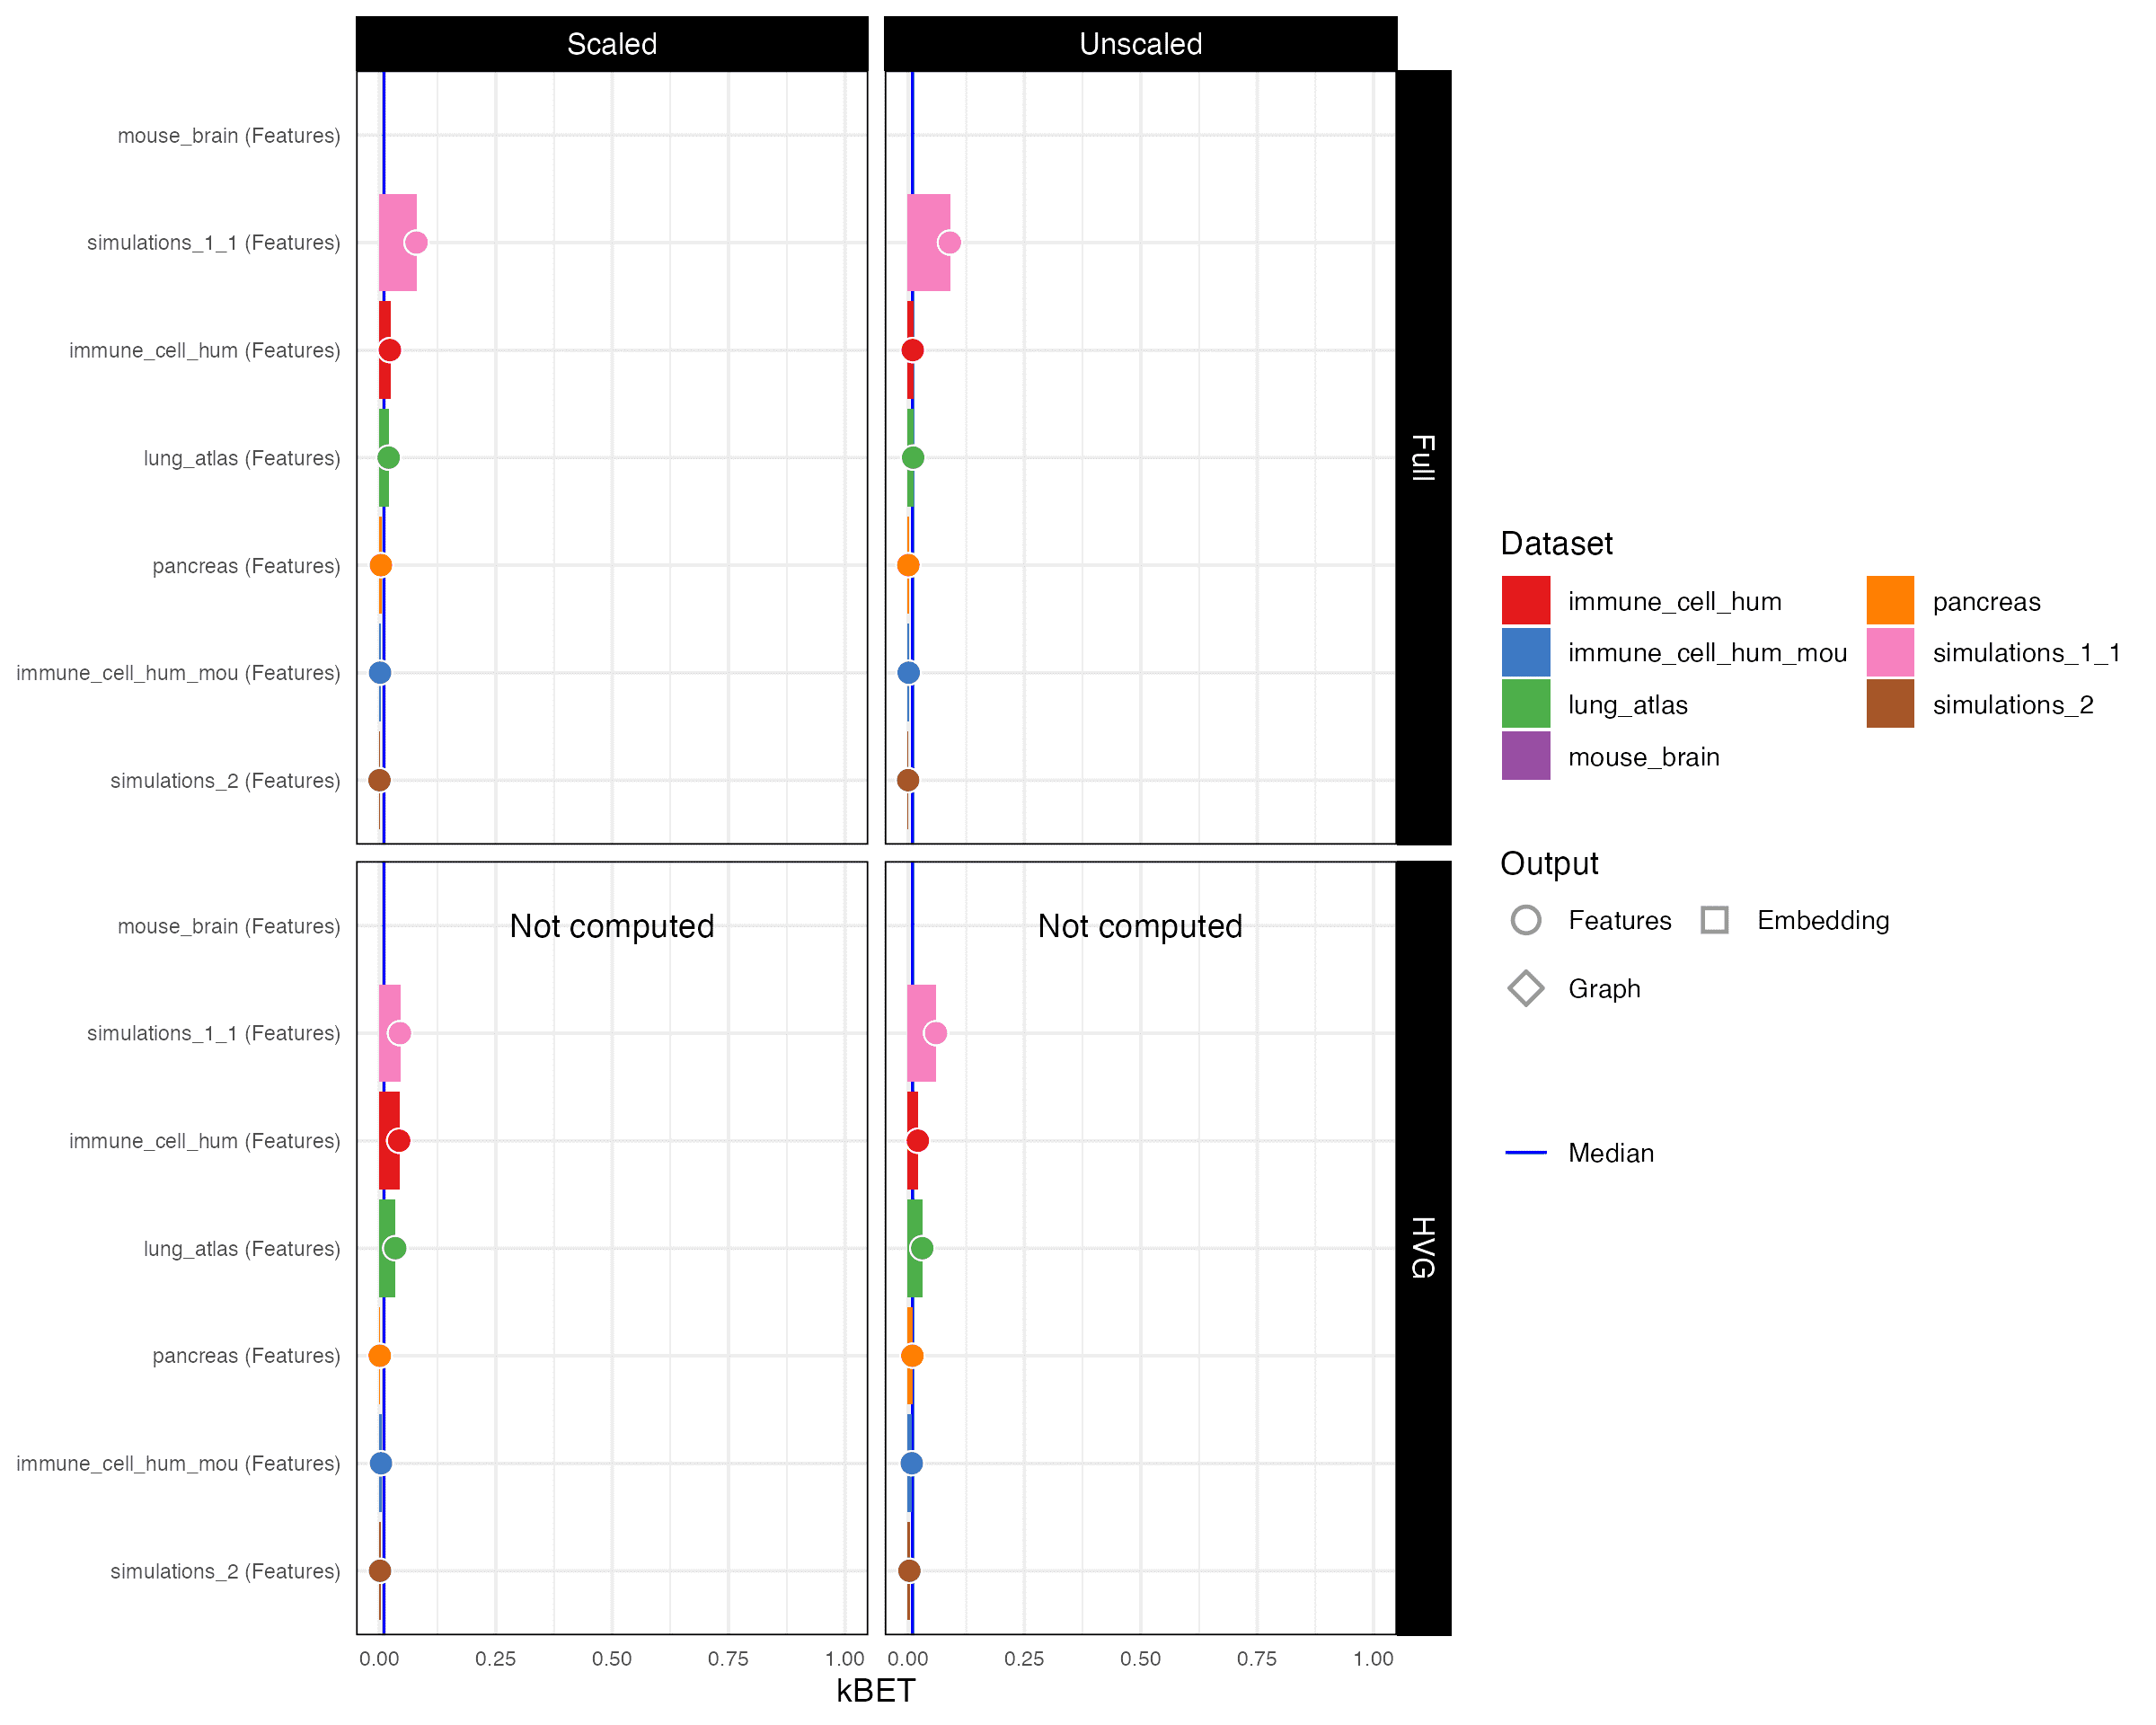 Scaled
Unscaled
mouse_brain (Features)
simulations_1_1 (Features)
immune_cell_hum (Features)
lung_atlas (Features)
pancreas (Features)
immune_cell_hum_mou (Features)
simulations_2 (Features)
Full
mouse_brain (Features)
Not computed
Not computed
simulations_1_1 (Features)
immune_cell_hum (Features)
lung_atlas (Features)
pancreas (Features)
immune_cell_hum_mou (Features)
simulations_2 (Features)
HVG
0.00 0.25 0.50 0.75 1.00
0.00 0.25 0.50 0.75 1.00
kBET
Dataset
immune_cell_hum
immune_cell_hum_mou
lung_atlas
mouse_brain
pancreas
simulations_1_1
simulations_2
Output
Features
Embedding
Graph
Median